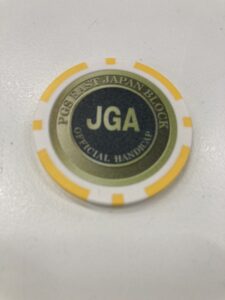 PGS EAST JAPAN BLOCK
JGA
OFFICIAL HANDICAP